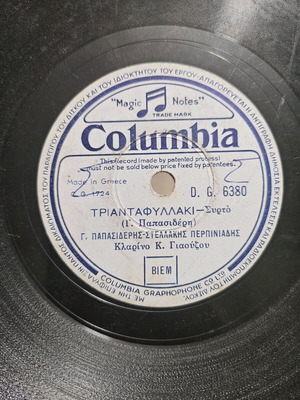 "Magic Notes"
TRADE MARK
Columbia
(This Record (made by patented process)
must not be sold below price fixed by patentees.)
Made in Greece
D. G. 6380
ΤΡΙΑΝΤΑΦΥΛΛΑΚΙ — Συρτὸ
(Γ. Παπασιδέρη)
Γ. ΠΑΠΑΣΙΔΕΡΗΣ-ΣΤΕΛΛΑΚΗΣ ΠΕΡΠΙΝΙΑΔΗΣ
Κλαρίνο Κ. Γιαούζου
BIEM
COLUMBIA GRAPHOPHONE Cº LTD